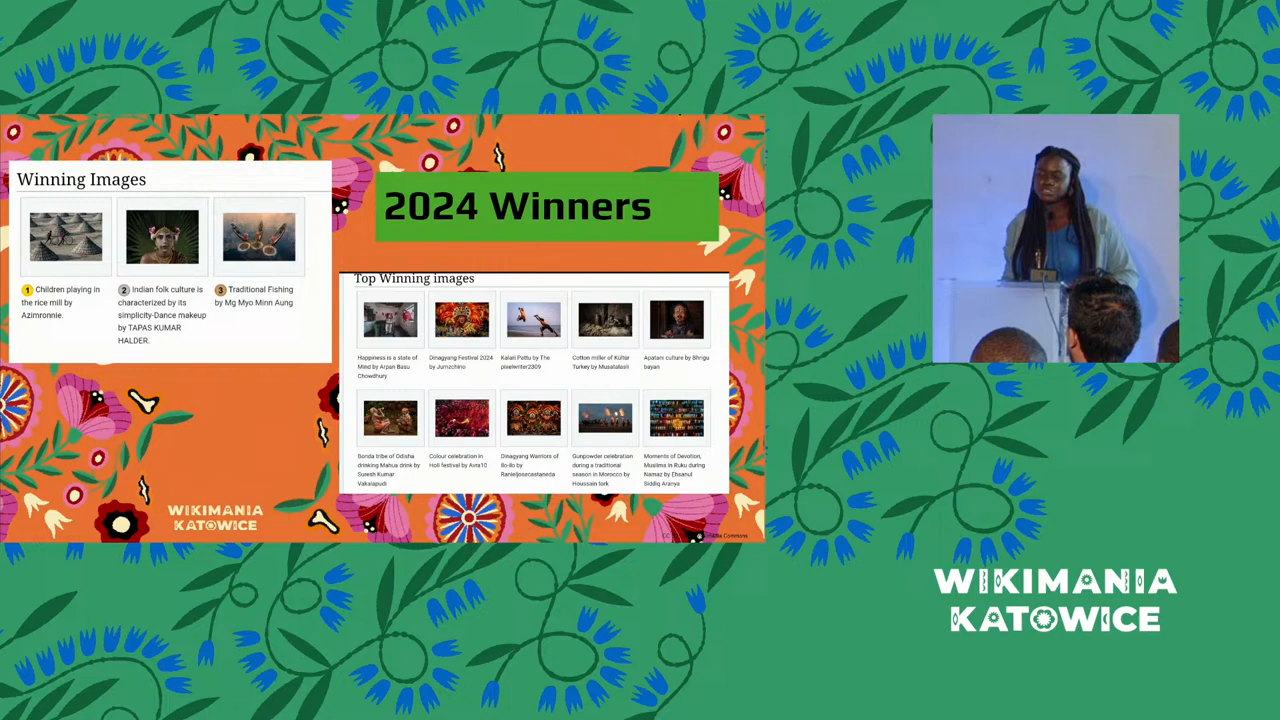 Winning Images
1 Children playing in
the rice mill by
Azimronnie.
2 Indian folk culture is
characterized by its
simplicity-Dance makeup
by TAPAS KUMAR
HALDER.
3 Traditional Fishing
by Mg Myo Minn Aung
2024 Winners
Top Winning images
Happiness is a state of
Mind by Arpan Basu
Chowdhury
Dinagyang Festival 2024
by Jumzchino
Kalari Pattu by The
pixelwriter2309
Cotton miller of Kültür
Turkey by Musatalasli
Apatani culture by Bhrigu
bayan
Bonda tribe of Odisha
drinking Mahua drink by
Suresh Kumar
Vakalapudi
Colour celebration in
Holi festival by Avra10
Dinagyang Warriors of
Ilo-ilo by
Ranieljosecastaneda
Gunpowder celebration
during a traditional
season in Morocco by
Houssain tork
Moments of Devotion,
Muslims in Ruku during
Namaz by Ehsanul
Siddiq Aranya
WIKIMANIA
KATOWICE
CC Commons
WIKIMANIA
KATOWICE